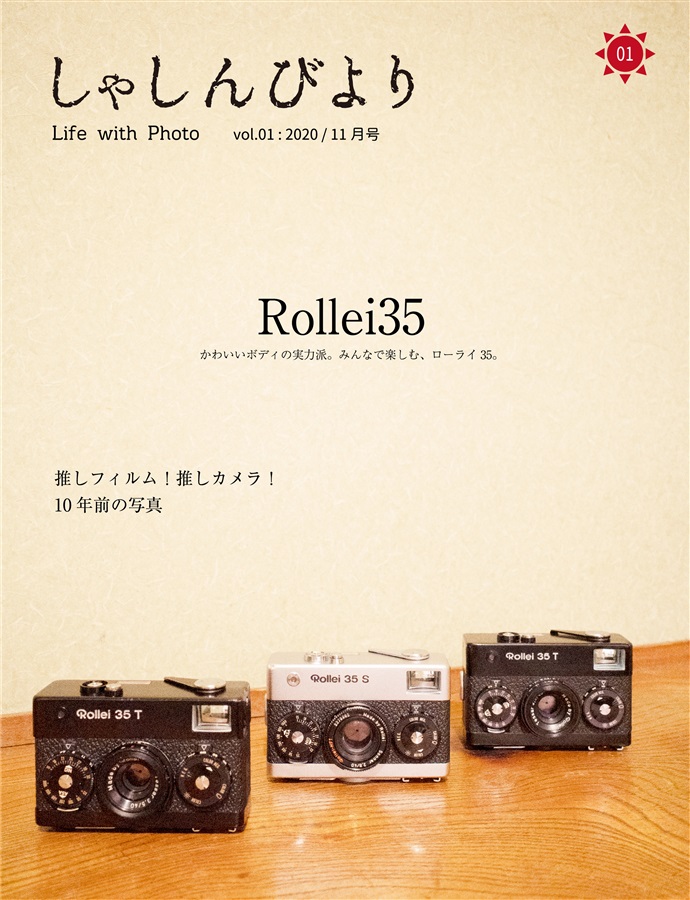 しゃしんびより
01
Life with Photo vol.01 : 2020 / 11 月号
Rollei35
かわいいボディの実力派。みんなで楽しむ、ローライ 35。
推しフィルム！推しカメラ！
10 年前の写真
Rollei 35 T
Rollei 35 S
Rollei 35 T